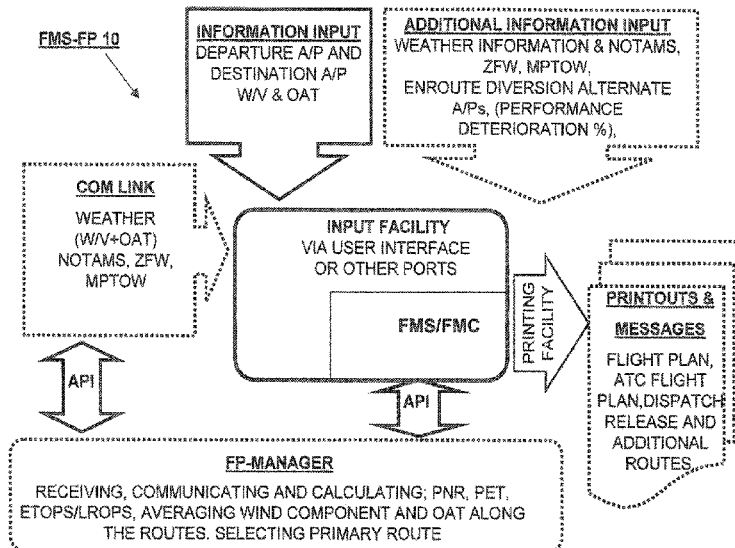 FMS-FP 10
INFORMATION INPUT
DEPARTURE A/P AND
DESTINATION A/P
W/V & OAT
ADDITIONAL INFORMATION INPUT
WEATHER INFORMATION & NOTAMS,
ZFW, MPTOW,
ENROUTE DIVERSION ALTERNATE
A/Ps, (PERFORMANCE
DETERIORATION %),
COM LINK
WEATHER
(W/V+OAT)
NOTAMS, ZFW,
MPTOW
INPUT FACILITY
VIA USER INTERFACE
OR OTHER PORTS
FMS/FMC
PRINTING
FACILITY
PRINTOUTS &
MESSAGES
FLIGHT PLAN,
ATC FLIGHT
PLAN,DISPATCH
RELEASE AND
ADDITIONAL
ROUTES
API
API
FP-MANAGER
RECEIVING, COMMUNICATING AND CALCULATING; PNR, PET,
ETOPS/LROPS, AVERAGING WIND COMPONENT AND OAT ALONG
THE ROUTES. SELECTING PRIMARY ROUTE